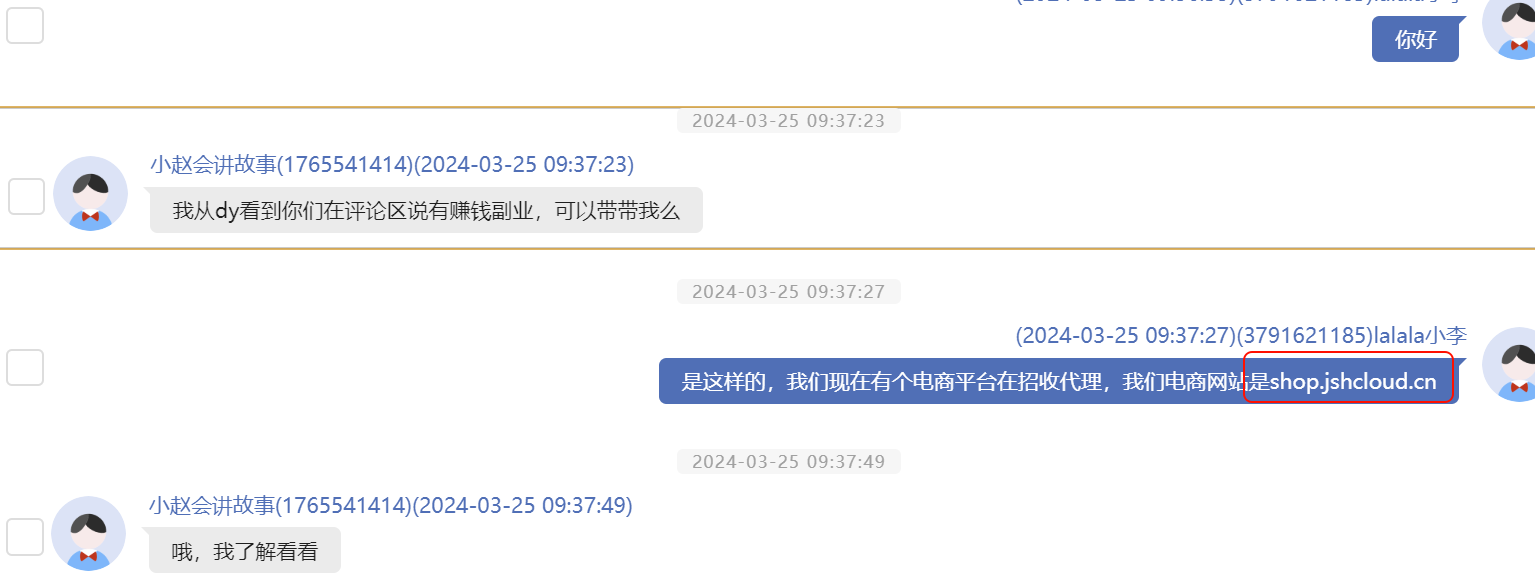 你好
2024-03-25 09:37:23
小赵会讲故事(1765541414)(2024-03-25 09:37:23)
我从dy看到你们在评论区说有赚钱副业，可以带带我么
2024-03-25 09:37:27
(2024-03-25 09:37:27)(3791621185)lalala小李
是这样的，我们现在有个电商平台在招收代理，我们电商网站是shop.jshcloud.cn
2024-03-25 09:37:49
小赵会讲故事(1765541414)(2024-03-25 09:37:49)
哦，我了解看看